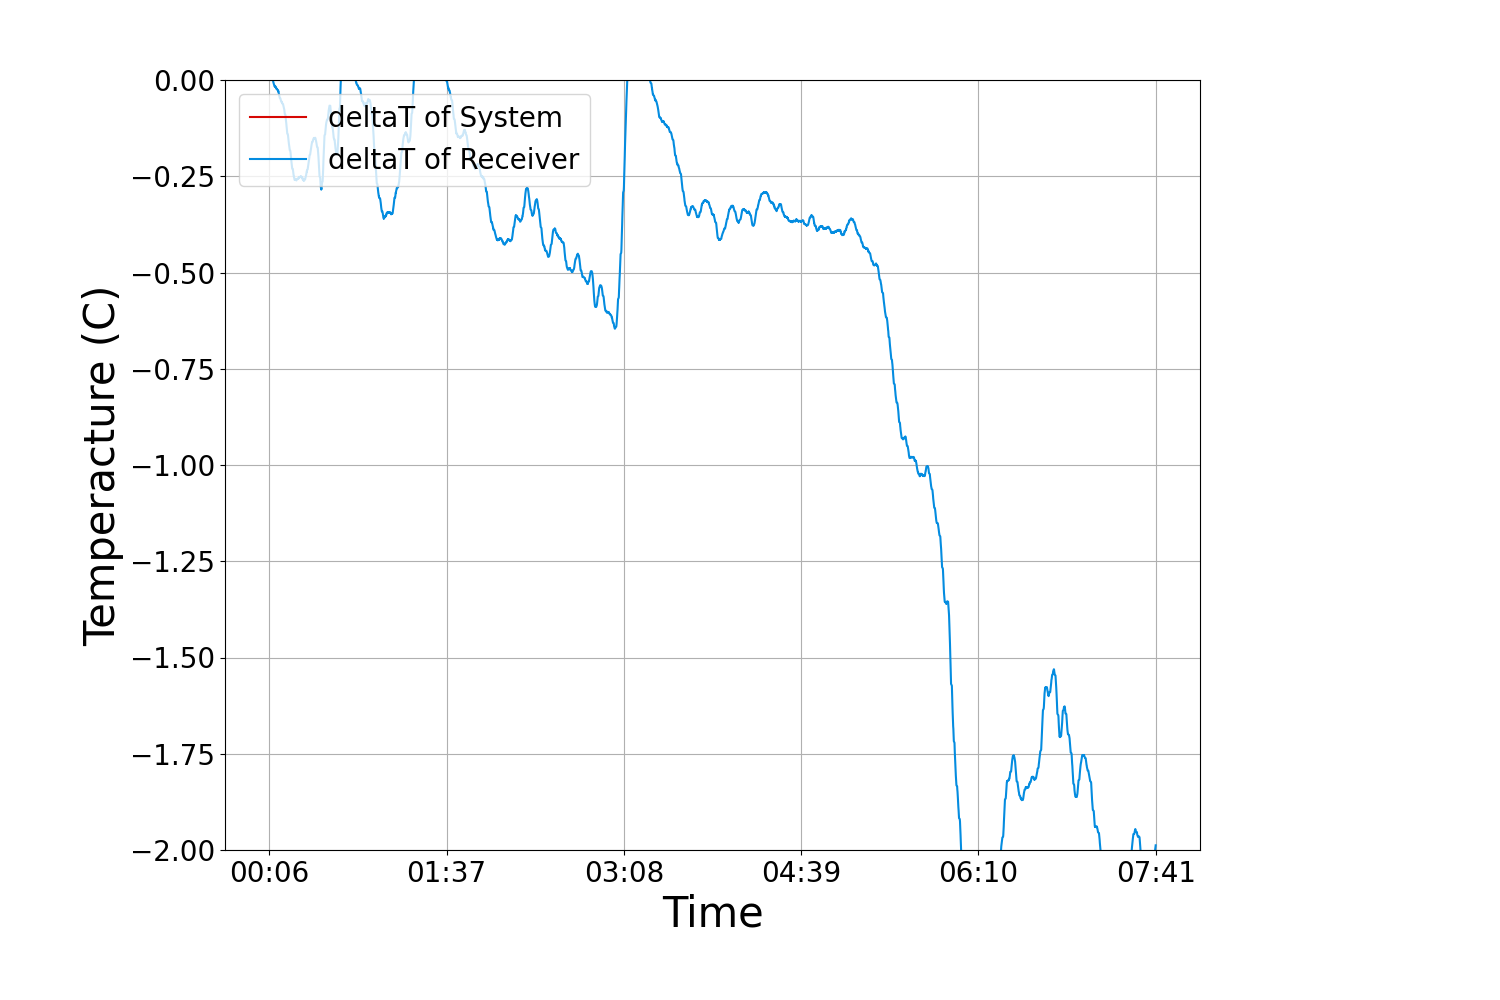 0.00
−0.25
−0.50
−0.75
−1.00
−1.25
−1.50
−1.75
−2.00
Temperacture (C)
deltaT of System
deltaT of Receiver
00:06 01:37 03:08 04:39 06:10 07:41
Time